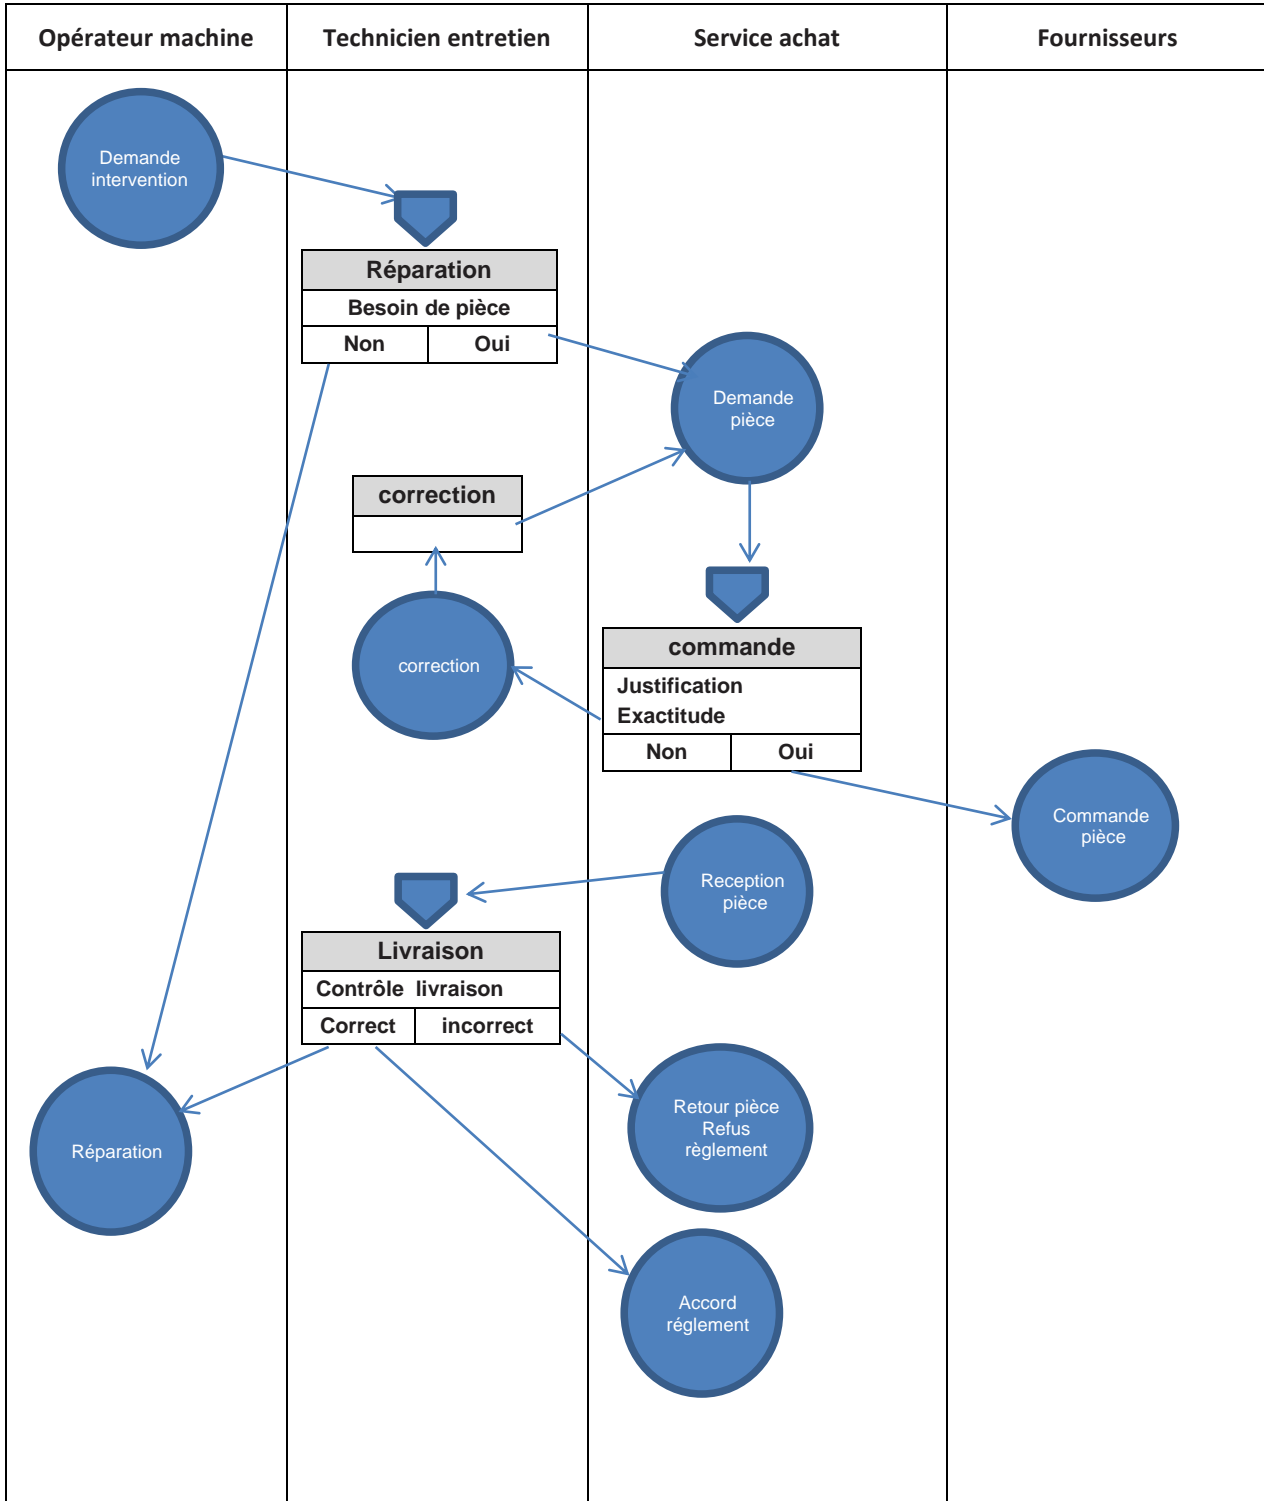 Opérateur machine
Technicien entretien
Service achat
Fournisseurs
Demande
intervention
Réparation
Besoin de pièce
Non
Oui
Demande
pièce
correction
correction
commande
Justification
Exactitude
Non
Oui
Commande
pièce
Reception
pièce
Livraison
Contrôle livraison
Correct
incorrect
Retour pièce
Refus
règlement
Réparation
Accord
réglement